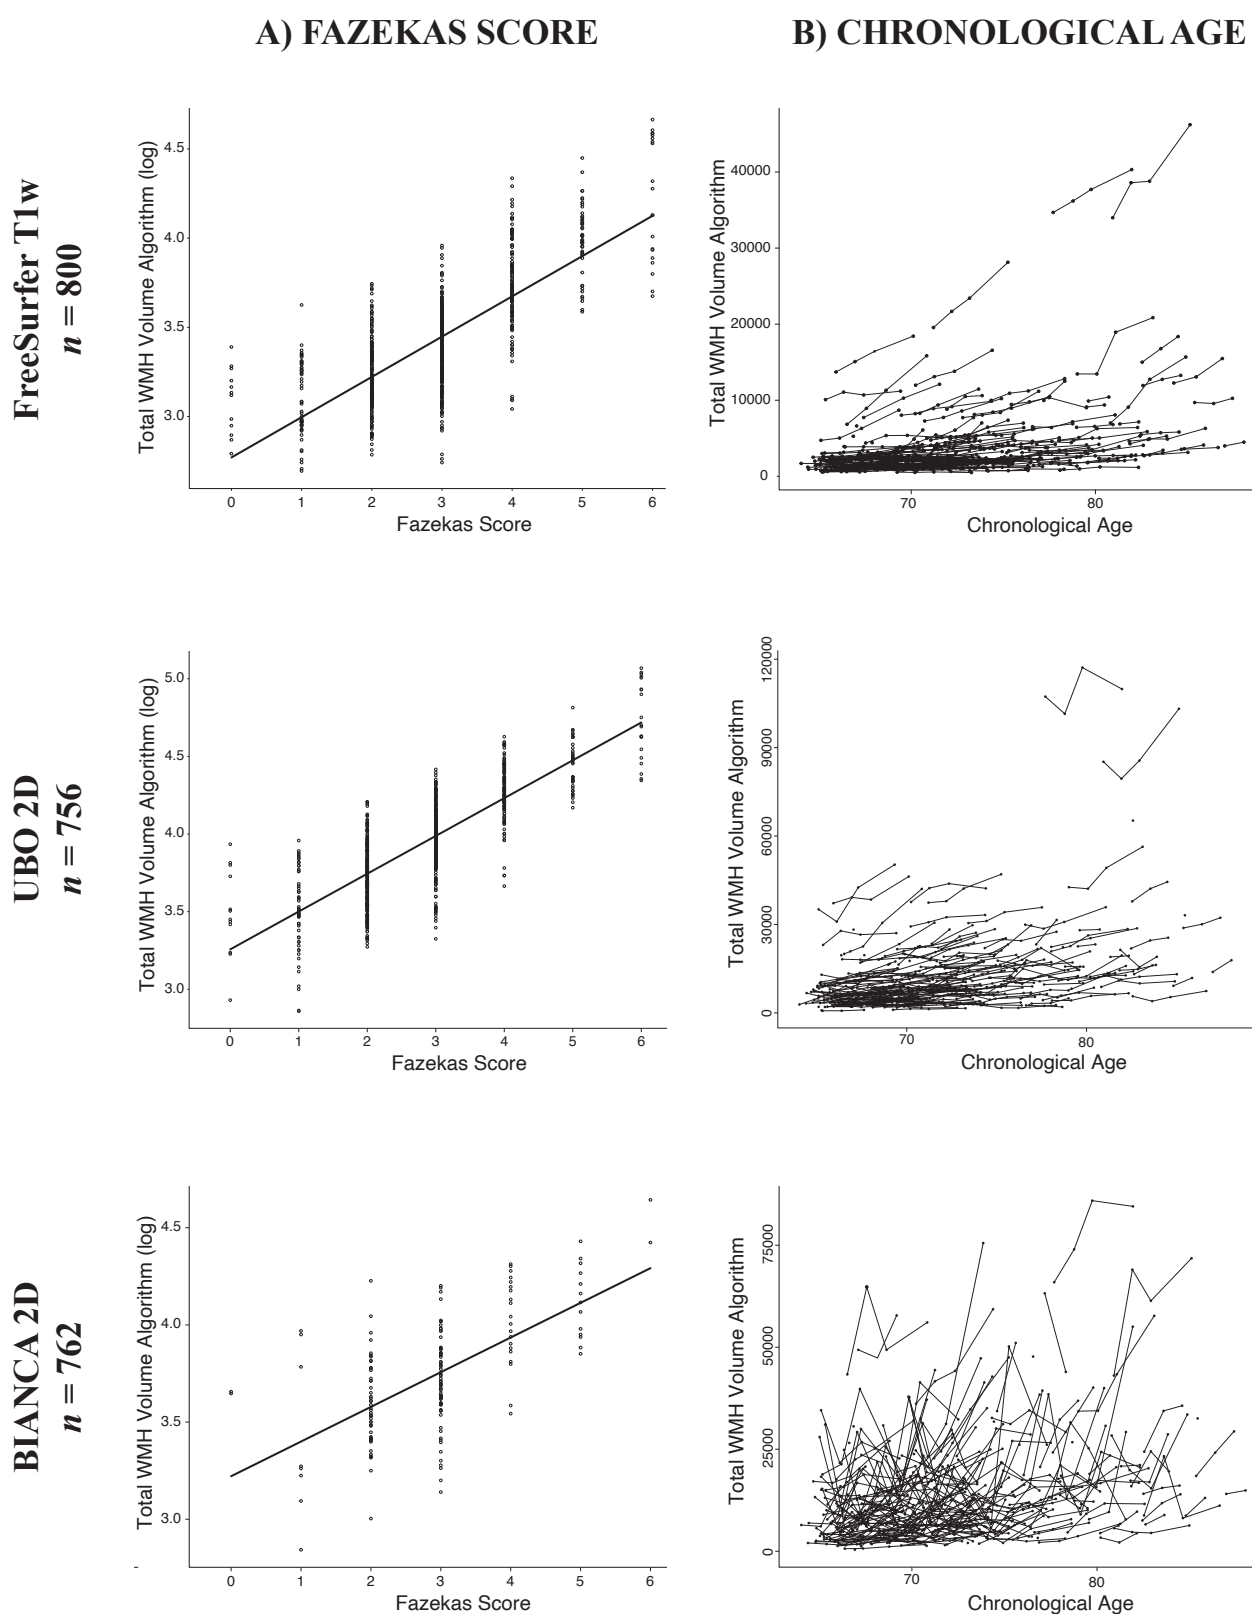 A) FAZEKAS SCORE
B) CHRONOLOGICAL AGE
FreeSurfer T1w
n = 800
Total WMH Volume Algorithm (log)
4.5
4.0
3.5
3.0
0 1 2 3 4 5 6
Fazekas Score
Total WMH Volume Algorithm
40000
30000
20000
10000
0
70 80
Chronological Age
UBO 2D
n = 756
Total WMH Volume Algorithm (log)
5.0
4.5
4.0
3.5
3.0
0 1 2 3 4 5 6
Fazekas Score
Total WMH Volume Algorithm
120000
90000
60000
30000
0
70 80
Chronological Age
BIANCA 2D
n = 762
Total WMH Volume Algorithm (log)
4.5
4.0
3.5
3.0
0 1 2 3 4 5 6
Fazekas Score
Total WMH Volume Algorithm
75000
50000
25000
0
70 80
Chronological Age